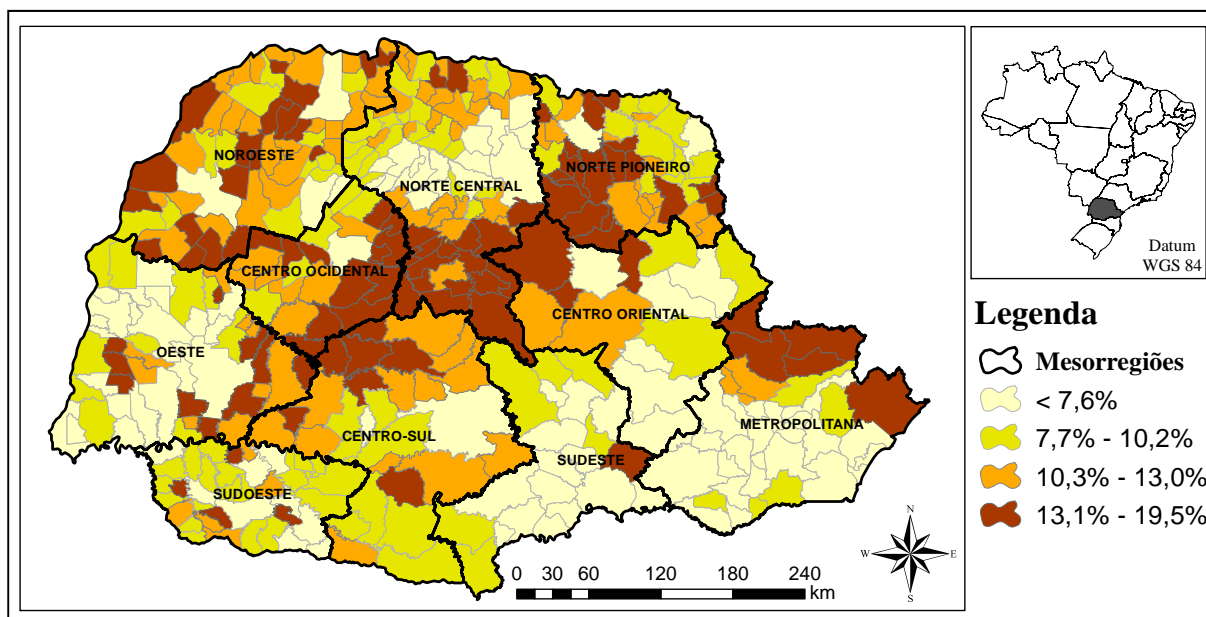 NOROESTE
NORTE CENTRAL
NORTE PIONEIRO
CENTRO OCIDENTAL
CENTRO ORIENTAL
OESTE
METROPOLITANA
CENTRO-SUL
SUDESTE
SUDOESTE
N
W
E
S
0 30 60 120 180 240
km
Datum
WGS 84
Legenda
Mesorregiões
< 7,6%
7,7% - 10,2%
10,3% - 13,0%
13,1% - 19,5%